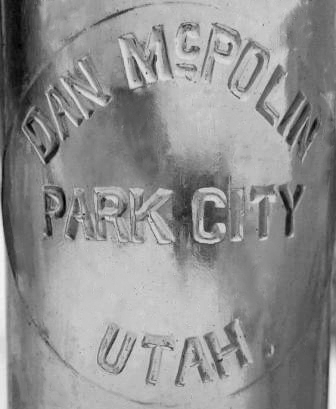 DAN McPOLIN
PARK CITY
UTAH.